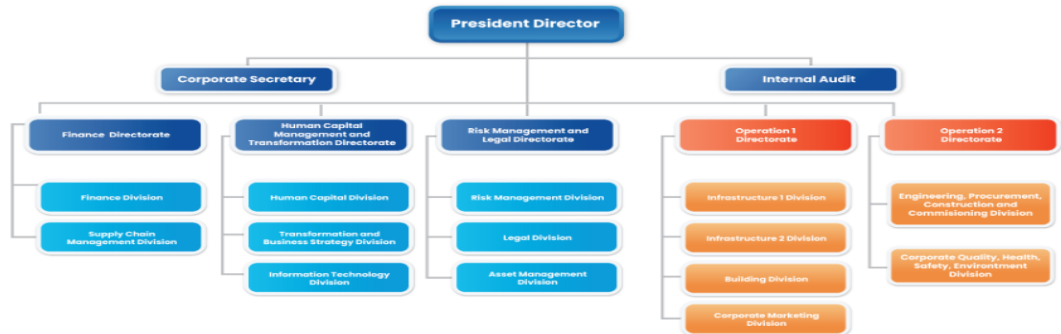 President Director
Corporate Secretary
Internal Audit
Finance Directorate
Human Capital
Management and
Transformation Directorate
Risk Management and
Legal Directorate
Operation 1
Directorate
Operation 2
Directorate
Finance Division
Supply Chain
Management Division
Human Capital Division
Transformation and
Business Strategy Division
Information Technology
Division
Risk Management Division
Legal Division
Asset Management
Division
Infrastructure 1 Division
Infrastructure 2 Division
Building Division
Corporate Marketing
Division
Engineering, Procurement,
Construction and
Commisioning Division
Corporate Quality, Health,
Safety, Environtment
Division